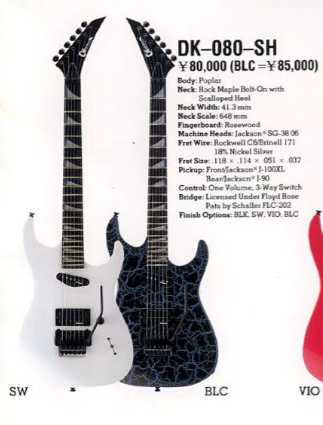 DK–080–SH
¥80,000 (BLC=¥85,000)
Body: Poplar
Neck: Rock Maple Bolt-On with
Scalloped Heel
Neck Width: 41.3 mm
Neck Scale: 648 mm
Fingerboard: Rosewood
Machine Heads: Jackson® SG-38 06
Fret Wire: Rockwell C6/Brinell 171
18% Nickel Silver
Fret Size: .118 × .114 × .051 × .037
Pickup: Front/Jackson® J-100XL
Rear/Jackson® J-90
Control: One Volume, 3-Way Switch
Bridge: Licensed Under Floyd Rose
Pats by Schaller FLC-202
Finish Options: BLK, SW, VIO, BLC
SW
BLC
VIO